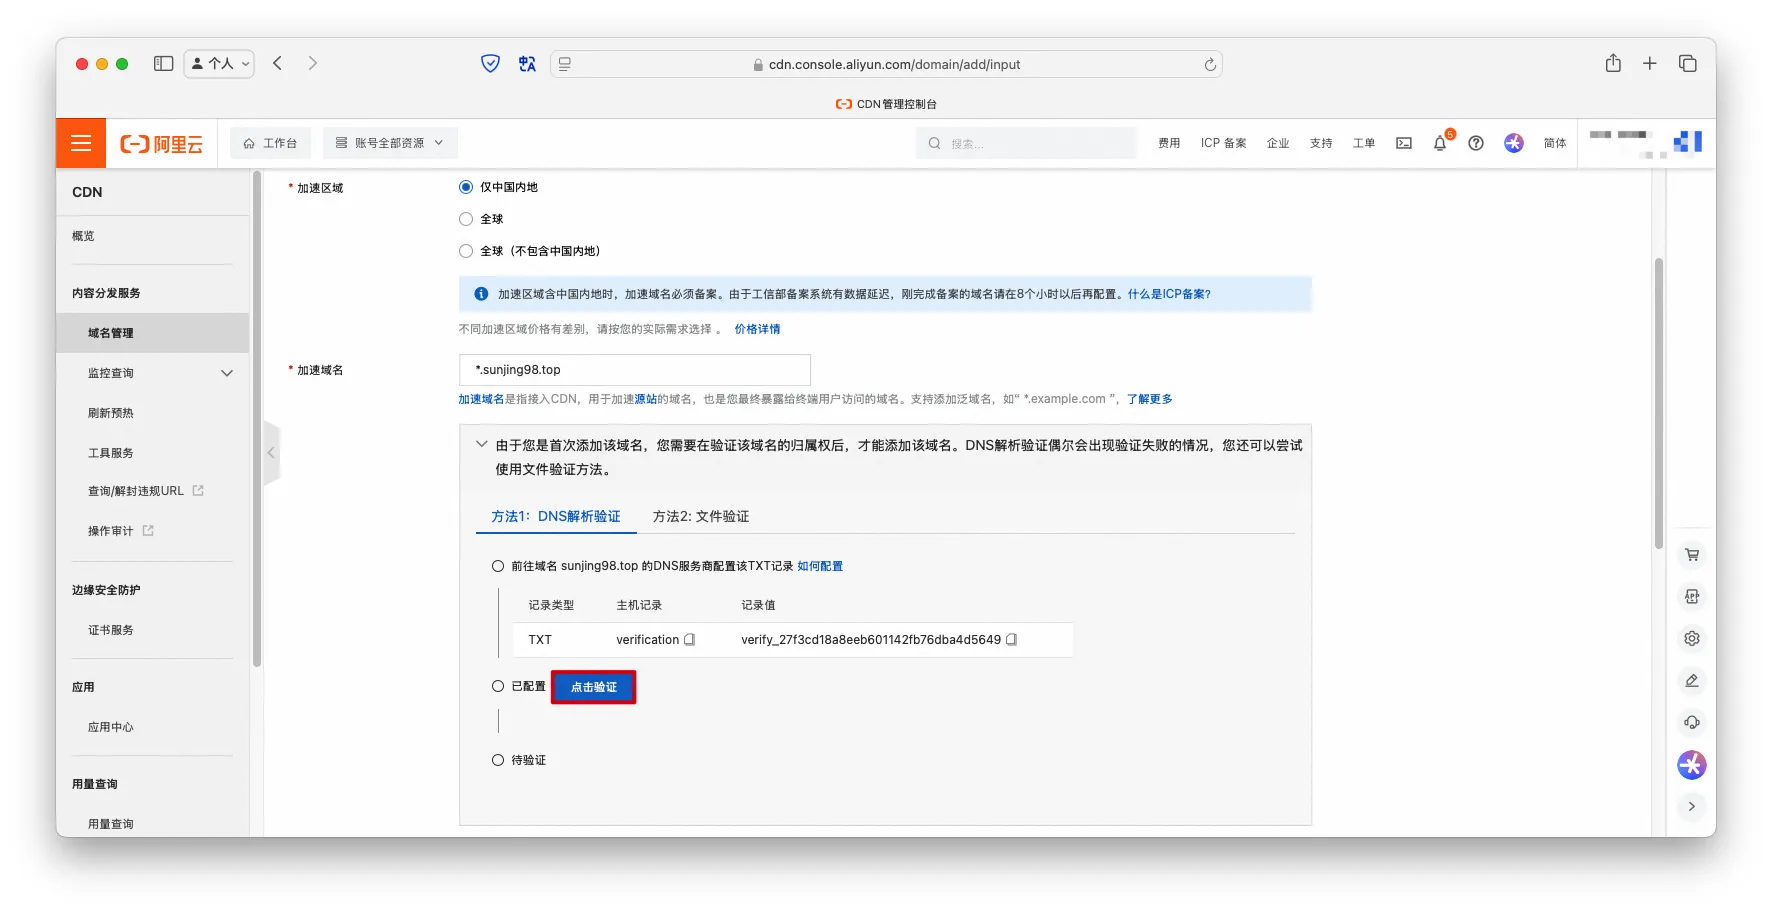 个人
cdn.console.aliyun.com/domain/add/input
CDN 管理控制台
阿里云
工作台
账号全部资源
搜索...
费用
ICP 备案
企业
支持
工单
5
简体
CDN
概览
内容分发服务
域名管理
监控查询
刷新预热
工具服务
查询/解封违规URL
操作审计
边缘安全防护
证书服务
应用
应用中心
用量查询
用量查询
* 加速区域
仅中国内地
全球
全球（不包含中国内地）
加速区域含中国内地时，加速域名必须备案。由于工信部备案系统有数据延迟，刚完成备案的域名请在8个小时以后再配置。什么是ICP备案?
不同加速区域价格有差别，请按您的实际需求选择 。 价格详情
* 加速域名
*.sunjing98.top
加速域名是指接入CDN，用于加速源站的域名，也是您最终暴露给终端用户访问的域名。支持添加泛域名，如“ *.example.com ”，了解更多
由于您是首次添加该域名，您需要在验证该域名的归属权后，才能添加该域名。DNS解析验证偶尔会出现验证失败的情况，您还可以尝试
使用文件验证方法。
方法1：DNS解析验证
方法2: 文件验证
前往域名 sunjing98.top 的DNS服务商配置该TXT记录 如何配置
记录类型 主机记录 记录值
TXT verification verify_27f3cd18a8eeb601142fb76dba4d5649
已配置 点击验证
待验证
APP